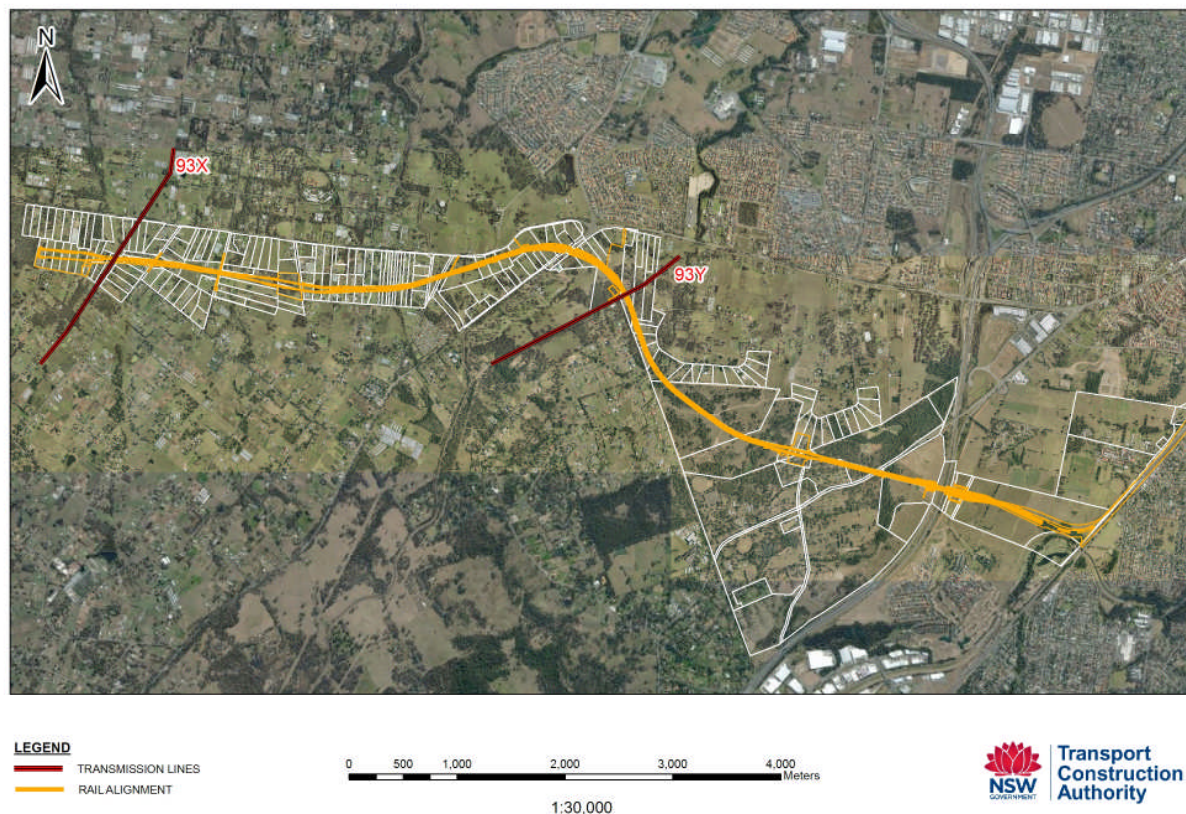 N
93X
93Y
LEGEND
TRANSMISSION LINES
RAIL ALIGNMENT
0 500 1,000 2,000 3,000 4,000
Meters
1:30,000
NSW
GOVERNMENT
Transport
Construction
Authority